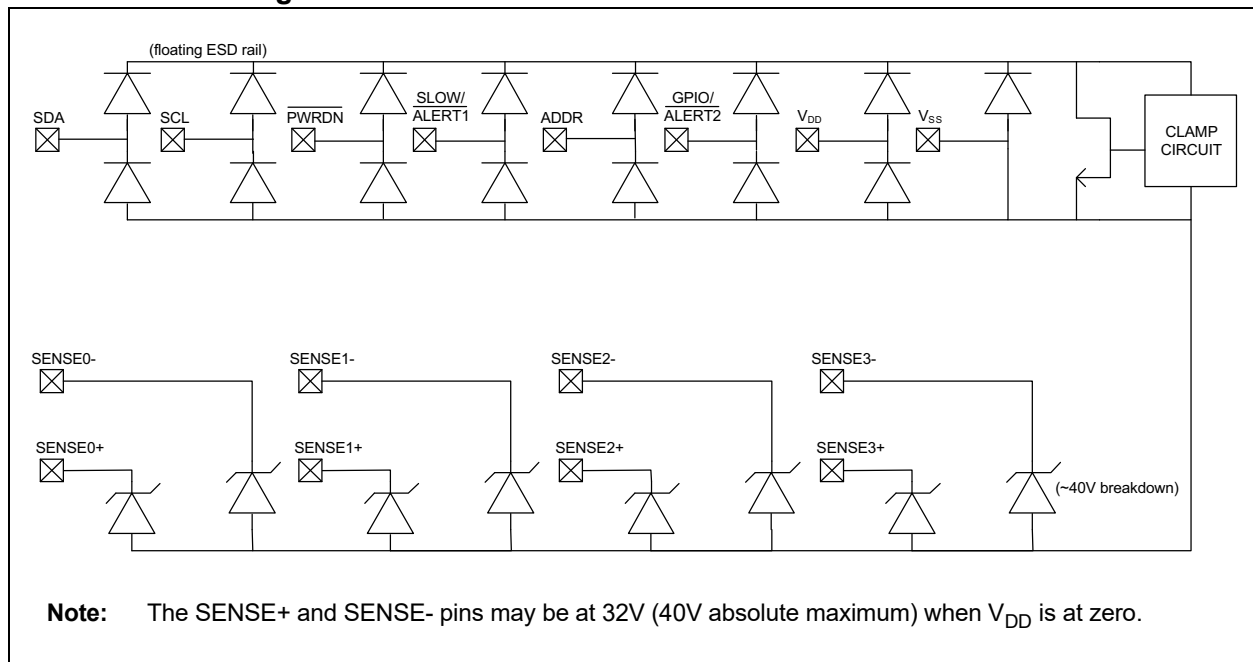 (floating ESD rail)
SDA
SCL
PWRDN
SLOW/
ALERT1
ADDR
GPIO/
ALERT2
VDD
VSS
CLAMP
CIRCUIT
SENSE0-
SENSE1-
SENSE2-
SENSE3-
SENSE0+
SENSE1+
SENSE2+
SENSE3+
(~40V breakdown)
Note: The SENSE+ and SENSE- pins may be at 32V (40V absolute maximum) when VDD is at zero.